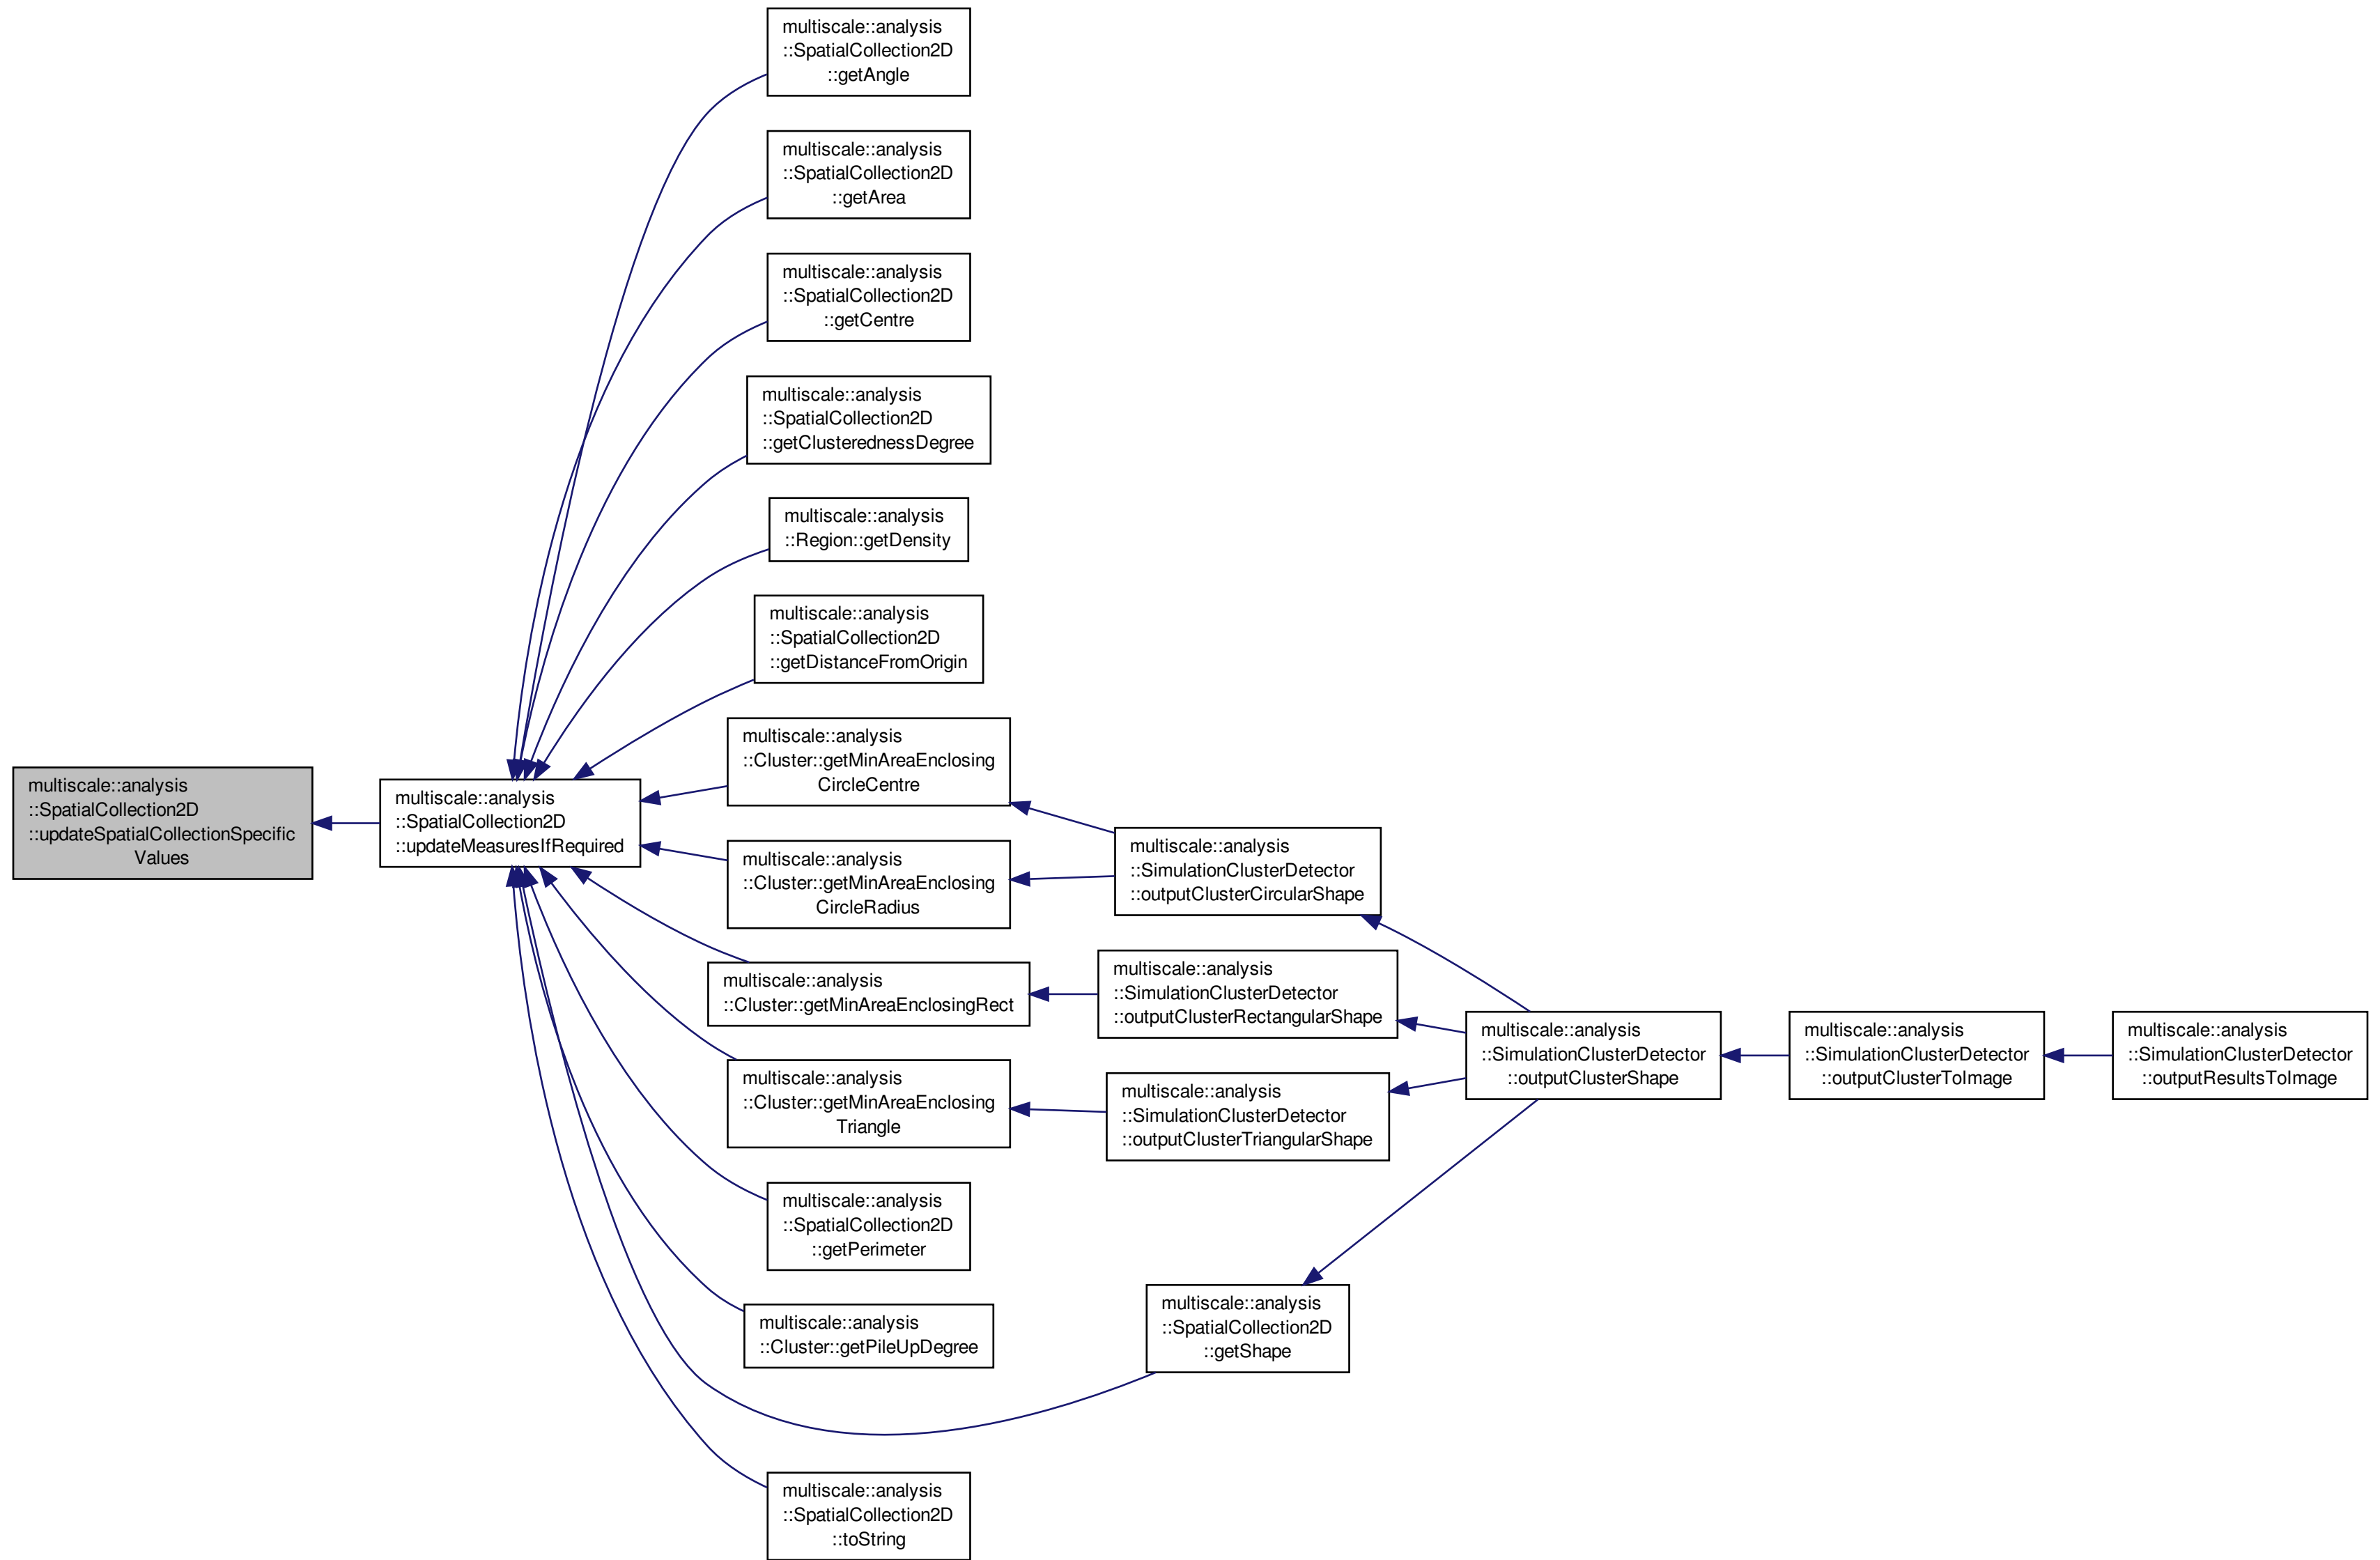 multiscale::analysis
::SpatialCollection2D
::getAngle
multiscale::analysis
::SpatialCollection2D
::getArea
multiscale::analysis
::SpatialCollection2D
::getCentre
multiscale::analysis
::SpatialCollection2D
::getClusterednessDegree
multiscale::analysis
::Region::getDensity
multiscale::analysis
::SpatialCollection2D
::getDistanceFromOrigin
multiscale::analysis
::SpatialCollection2D
::updateSpatialCollectionSpecific
Values
multiscale::analysis
::SpatialCollection2D
::updateMeasuresIfRequired
multiscale::analysis
::Cluster::getMinAreaEnclosing
CircleCentre
multiscale::analysis
::Cluster::getMinAreaEnclosing
CircleRadius
multiscale::analysis
::SimulationClusterDetector
::outputClusterCircularShape
multiscale::analysis
::Cluster::getMinAreaEnclosingRect
multiscale::analysis
::SimulationClusterDetector
::outputClusterRectangularShape
multiscale::analysis
::Cluster::getMinAreaEnclosing
Triangle
multiscale::analysis
::SimulationClusterDetector
::outputClusterTriangularShape
multiscale::analysis
::SimulationClusterDetector
::outputClusterShape
multiscale::analysis
::SimulationClusterDetector
::outputClusterToImage
multiscale::analysis
::SimulationClusterDetector
::outputResultsToImage
multiscale::analysis
::SpatialCollection2D
::getPerimeter
multiscale::analysis
::Cluster::getPileUpDegree
multiscale::analysis
::SpatialCollection2D
::getShape
multiscale::analysis
::SpatialCollection2D
::toString